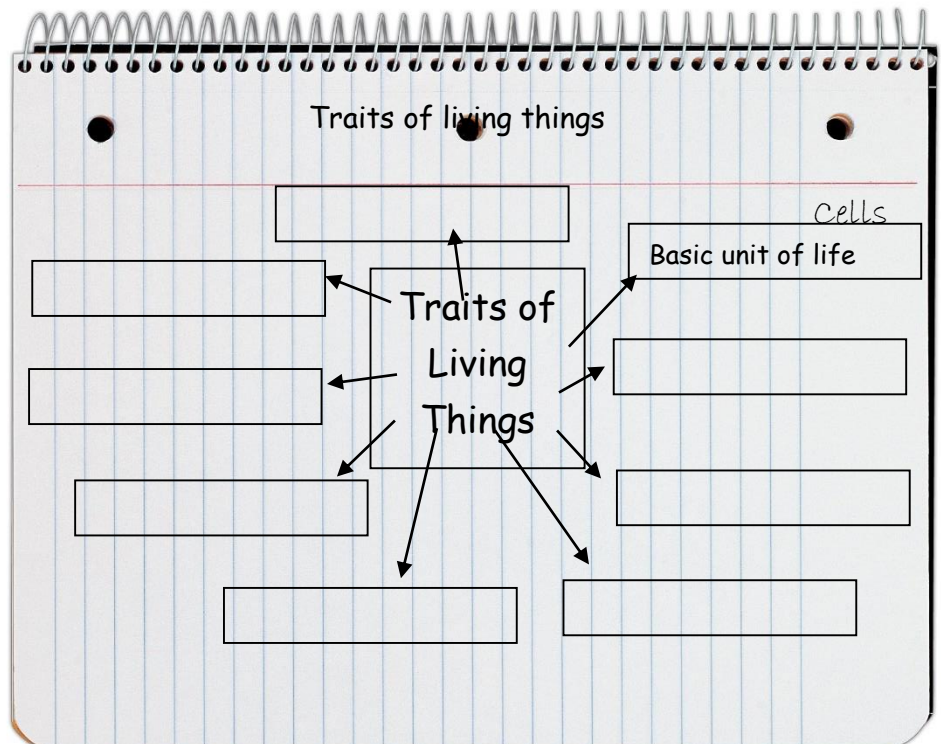 Traits of living things
Cells
Basic unit of life
Traits of
Living
Things